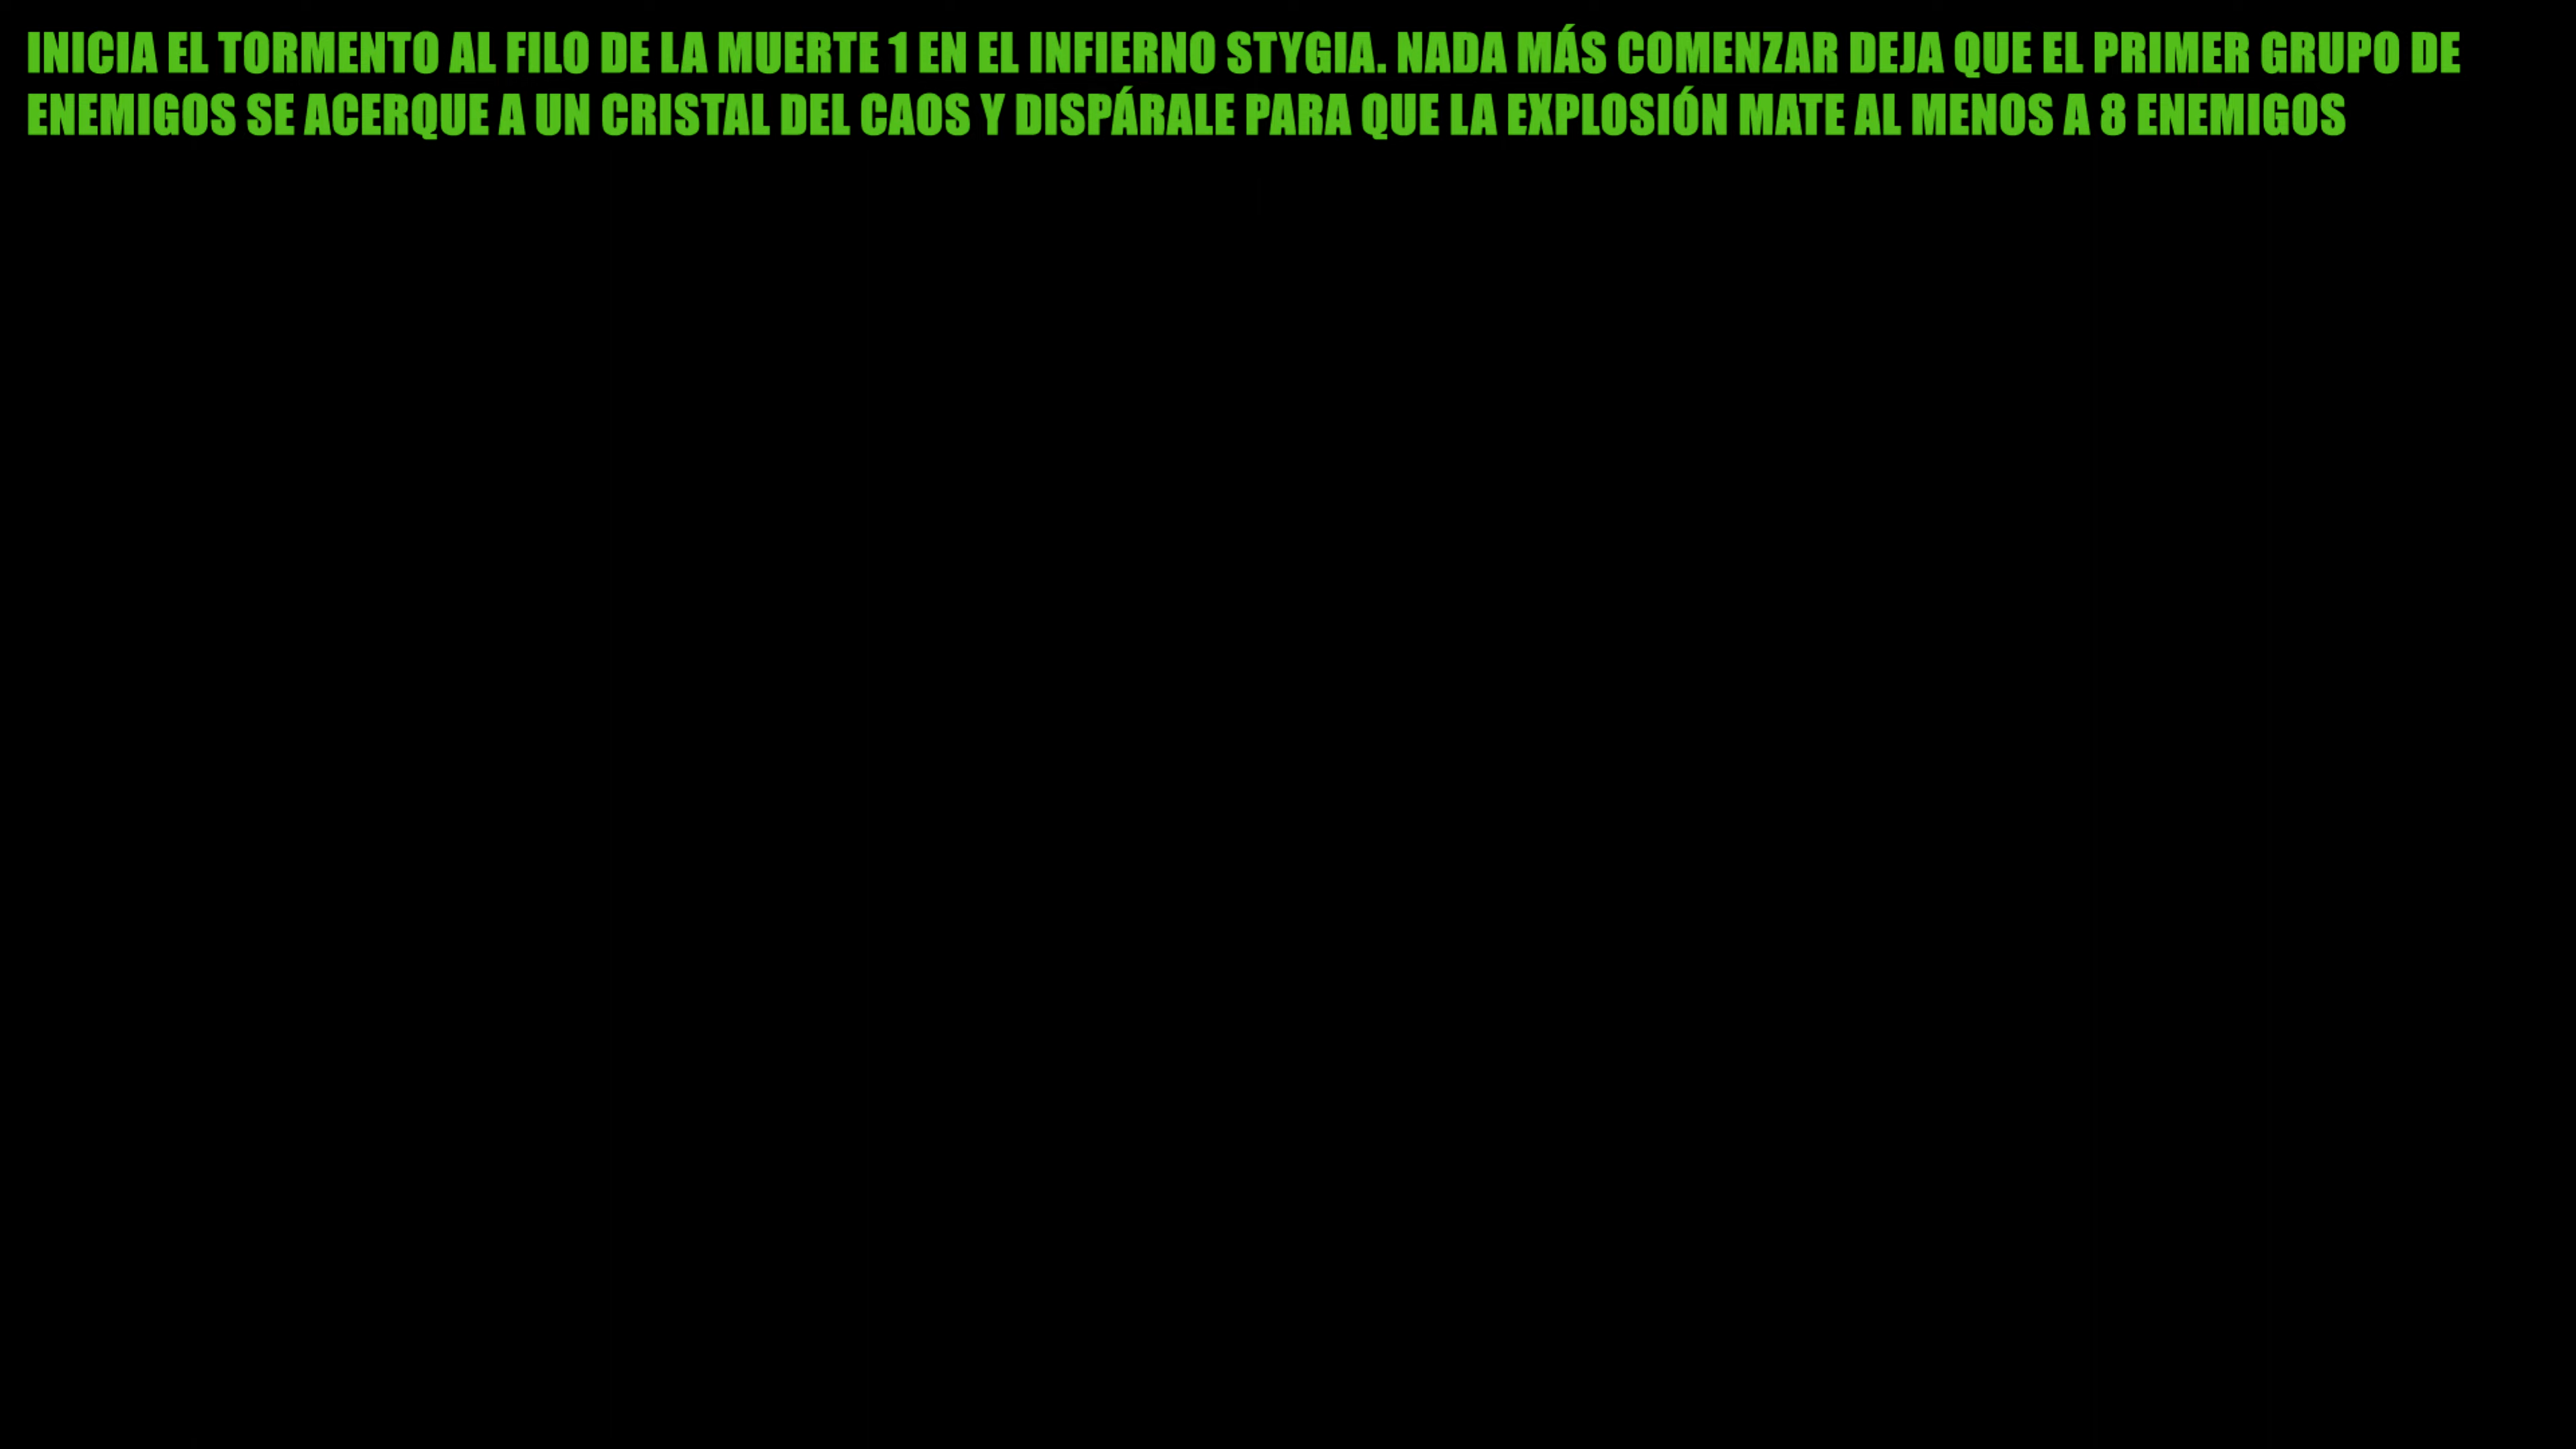 INICIA EL TORMENTO AL FILO DE LA MUERTE 1 EN EL INFIERNO STYGIA. NADA MÁS COMENZAR DEJA QUE EL PRIMER GRUPO DE
ENEMIGOS SE ACERQUE A UN CRISTAL DEL CAOS Y DISPÁRALE PARA QUE LA EXPLOSIÓN MATE AL MENOS A 8 ENEMIGOS